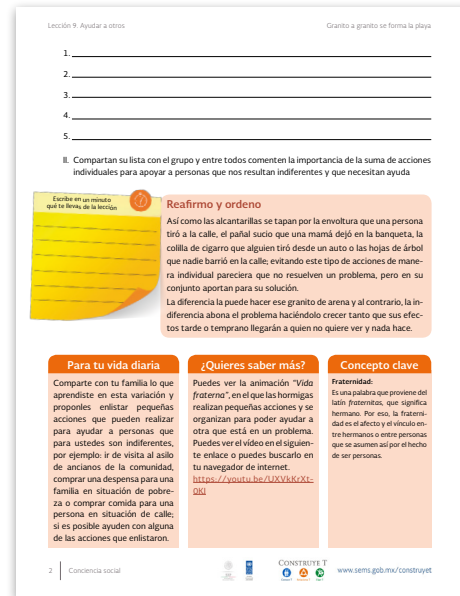 Lección 9. Ayudar a otros
Granito a granito se forma la playa
1.
2.
3.
4.
5.
II. Compartan su lista con el grupo y entre todos comenten la importancia de la suma de acciones
individuales para apoyar a personas que nos resultan indiferentes y que necesitan ayuda
Escribe en un minuto
qué te llevas de la lección
Reafirmo y ordeno
Así como las alcantarillas se tapan por la envoltura que una persona
tiró a la calle, el pañal sucio que una mamá dejó en la banqueta, la
colilla de cigarro que alguien tiró desde un auto o las hojas de árbol
que nadie barrió en la calle; evitando este tipo de acciones de mane-
ra individual pareciera que no resuelven un problema, pero en su
conjunto aportan para su solución.
La diferencia la puede hacer ese granito de arena y al contrario, la in-
diferencia abona el problema haciéndolo crecer tanto que sus efec-
tos tarde o temprano llegarán a quien no quiere ver y nada hace.
Para tu vida diaria
Comparte con tu familia lo que
aprendiste en esta variación y
proponles enlistar pequeñas
acciones que pueden realizar
para ayudar a personas que
para ustedes son indiferentes,
por ejemplo: ir de visita al asilo
de ancianos de la comunidad,
comprar una despensa para una
familia en situación de pobre-
za o comprar comida para una
persona en situación de calle;
si es posible ayuden con alguna
de las acciones que enlistaron.
¿Quieres saber más?
Puedes ver la animación "Vida
fraterna", en el que las hormigas
realizan pequeñas acciones y se
organizan para poder ayudar a
otra que está en un problema.
Puedes ver el vídeo en el siguien-
te enlace o puedes buscarlo en
tu navegador de internet.
https://youtu.be/UXVkKrXt-
0KI
Concepto clave
Fraternidad:
Es una palabra que proviene del
latín fraternitas, que significa
hermano. Por eso, la fraterni-
dad es el afecto y el vínculo en-
tre hermanos o entre personas
que se asumen así por el hecho
de ser personas.
2 Conciencia social
CONSTRUYE T
www.sems.gob.mx/construyet